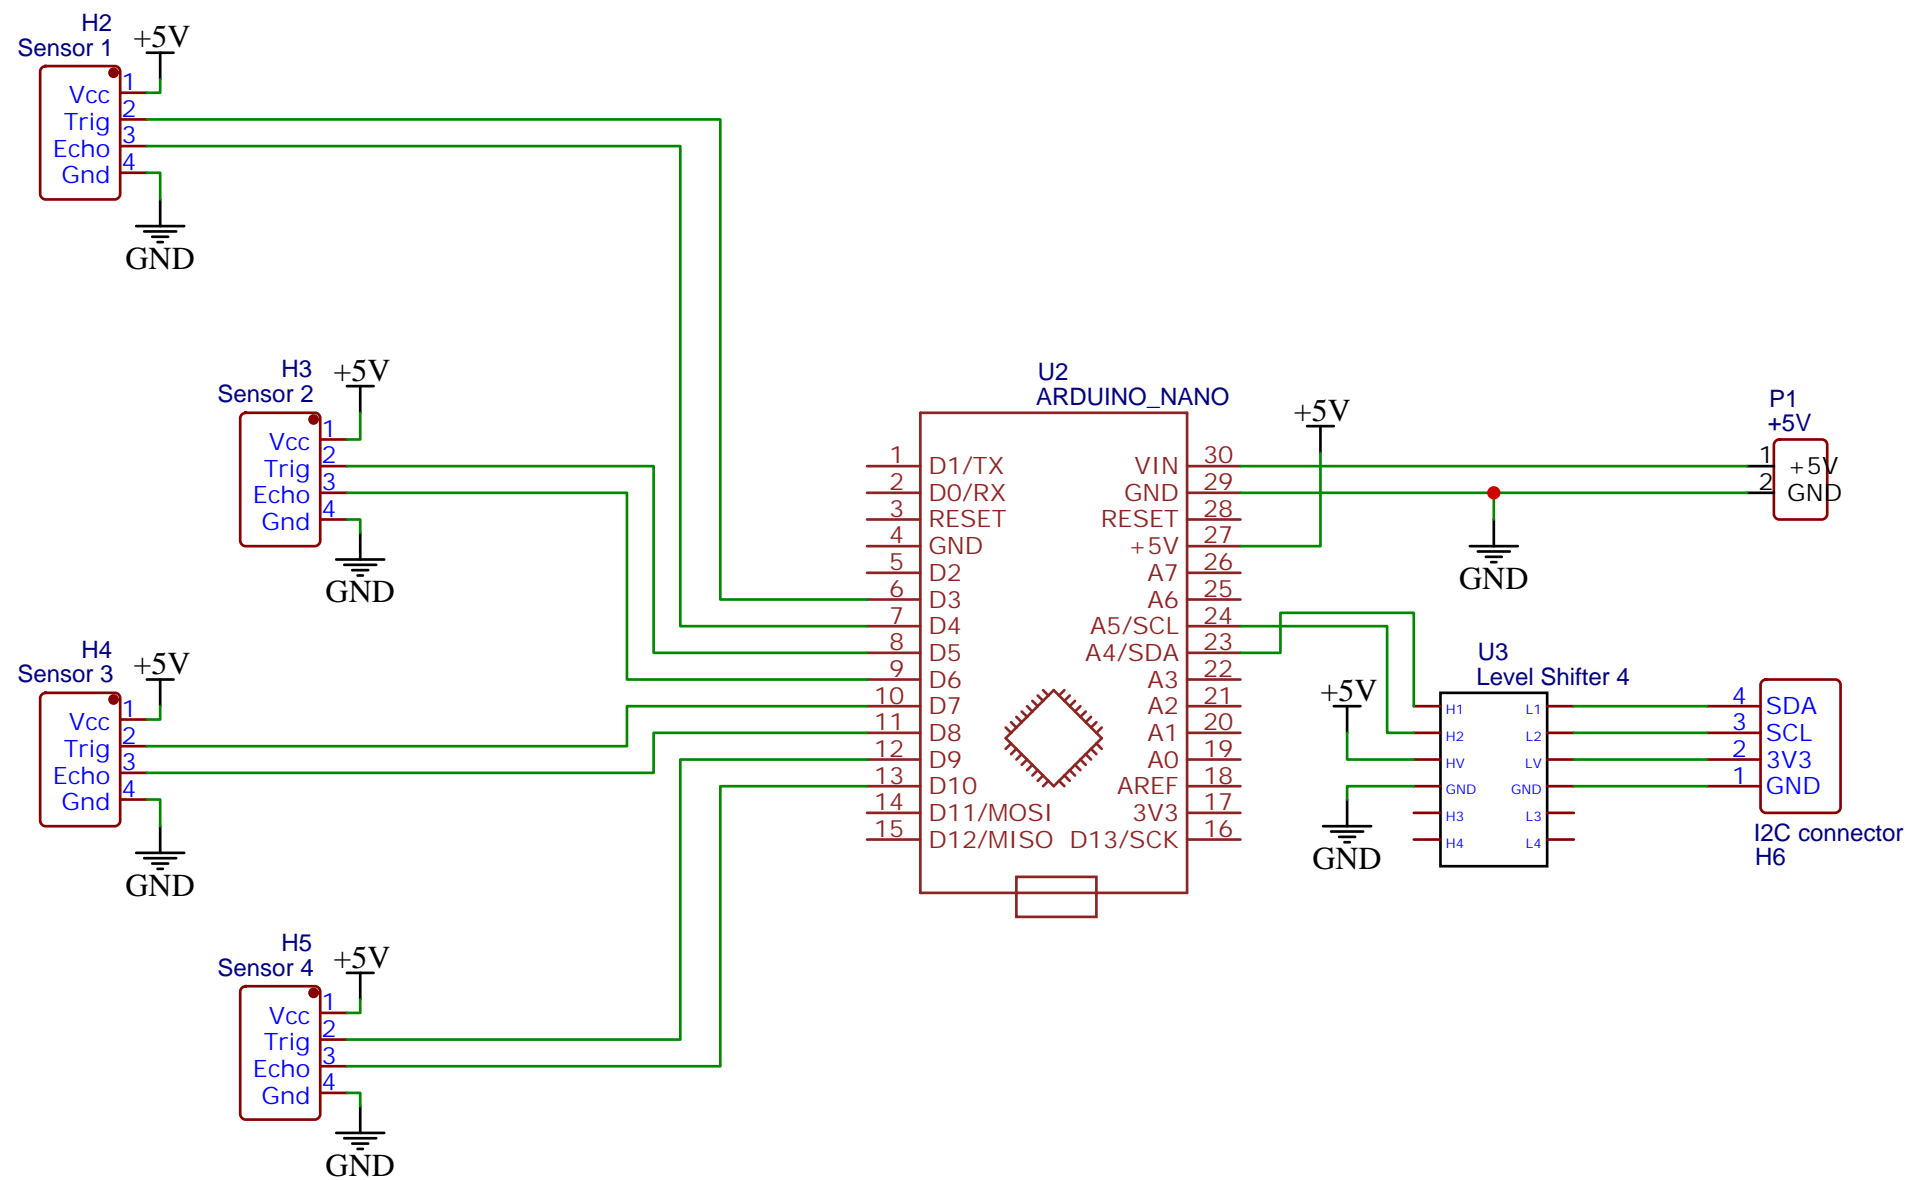 H2
Sensor 1
+5V
1
Vcc
2
Trig
3
Echo
4
Gnd
GND
H3
Sensor 2
+5V
1
Vcc
2
Trig
3
Echo
4
Gnd
GND
H4
Sensor 3
+5V
1
Vcc
2
Trig
3
Echo
4
Gnd
GND
H5
Sensor 4
+5V
1
Vcc
2
Trig
3
Echo
4
Gnd
GND
U2
ARDUINO_NANO
1 D1/TX VIN 30
2 D0/RX GND 29
3 RESET RESET 28
4 GND +5V 27
5 D2 A7 26
6 D3 A6 25
7 D4 A5/SCL 24
8 D5 A4/SDA 23
9 D6 A3 22
10 D7 A2 21
11 D8 A1 20
12 D9 A0 19
13 D10 AREF 18
14 D11/MOSI 3V3 17
15 D12/MISO D13/SCK 16
+5V
P1
+5V
1 +5V
2 GND
GND
U3
Level Shifter 4
+5V
H1 L1
H2 L2
HV LV
GND GND
H3 L3
H4 L4
GND
4 SDA
3 SCL
2 3V3
1 GND
I2C connector
H6